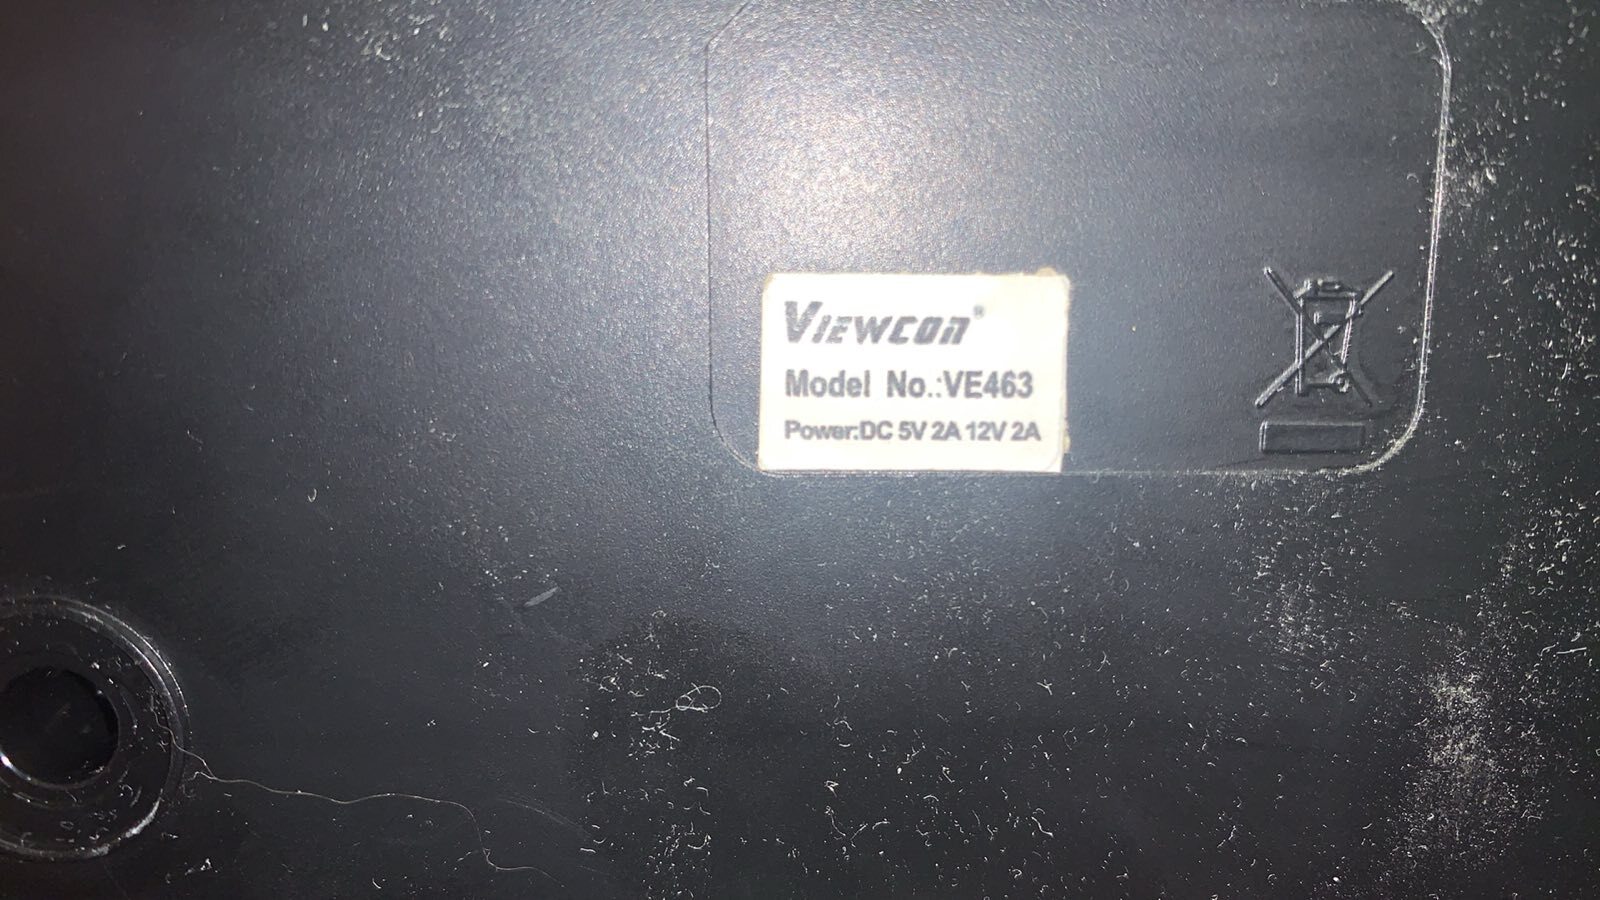 VIEWCON®
Model No.:VE463
Power:DC 5V 2A 12V 2A